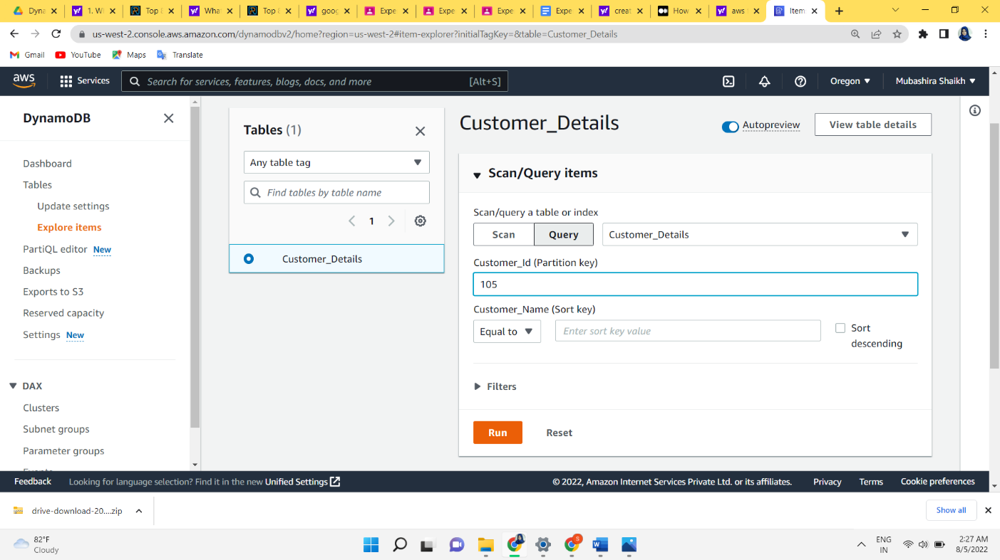 Dyna
1. W
Top
What
Top
goog
Expe
Expe
Expe
Expe
creat
How
aws
Item
us-west-2.console.aws.amazon.com/dynamodbv2/home?region=us-west-2#item-explorer?initialTagKey=&table=Customer_Details
Gmail YouTube Maps Translate
aws Services Search for services, features, blogs, docs, and more [Alt+S] Oregon Mubashira Shaikh
DynamoDB
Dashboard
Tables
Update settings
Explore items
PartiQL editor New
Backups
Exports to S3
Reserved capacity
Settings New
DAX
Clusters
Subnet groups
Parameter groups
Tables (1)
Any table tag
Find tables by table name
1
Customer_Details
Customer_Details
Autopreview
View table details
Scan/Query items
Scan/query a table or index
Scan Query Customer_Details
Customer_Id (Partition key)
105
Customer_Name (Sort key)
Equal to Enter sort key value Sort
descending
Filters
Run Reset
Feedback Looking for language selection? Find it in the new Unified Settings © 2022, Amazon Internet Services Private Ltd. or its affiliates. Privacy Terms Cookie preferences
drive-download-20....zip Show all
82°F
Cloudy
S
W
ENG
IN
2:27 AM
8/5/2022